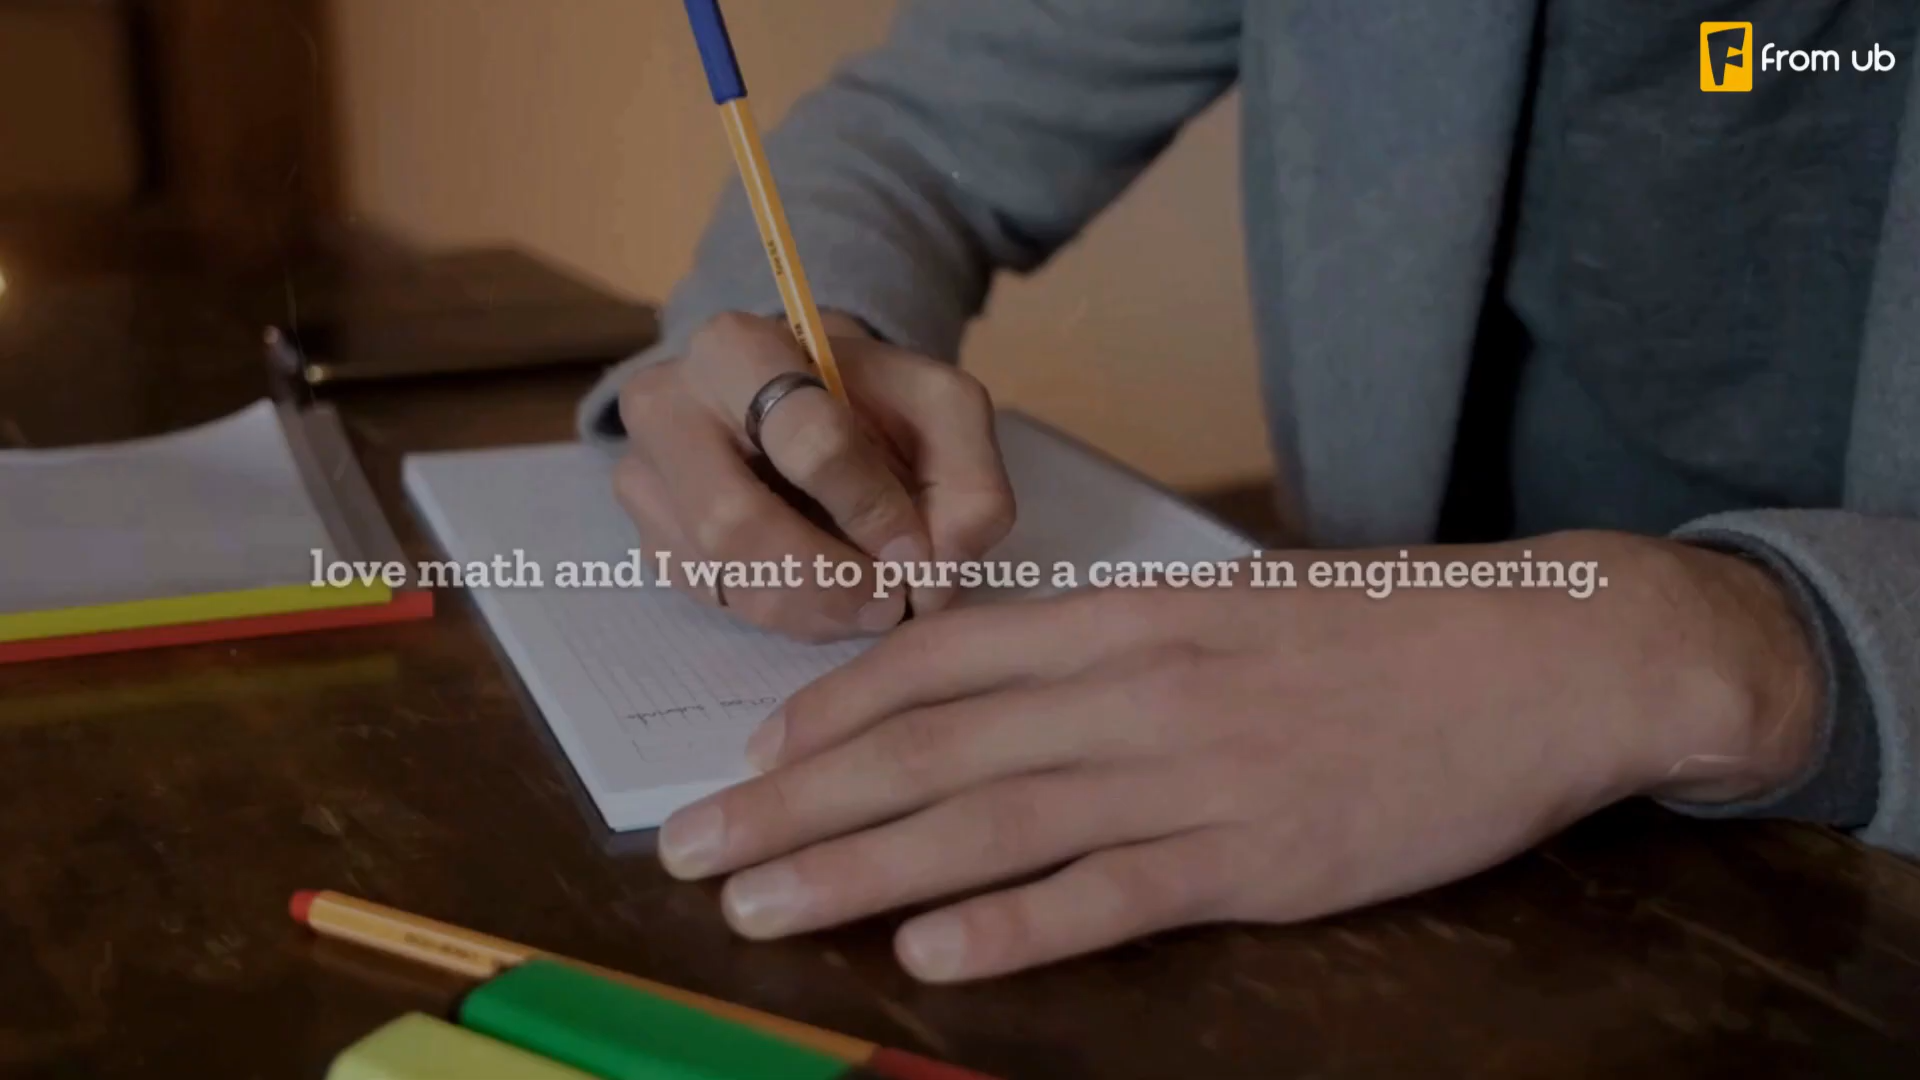 from ub
love math and I want to pursue a career in engineering.